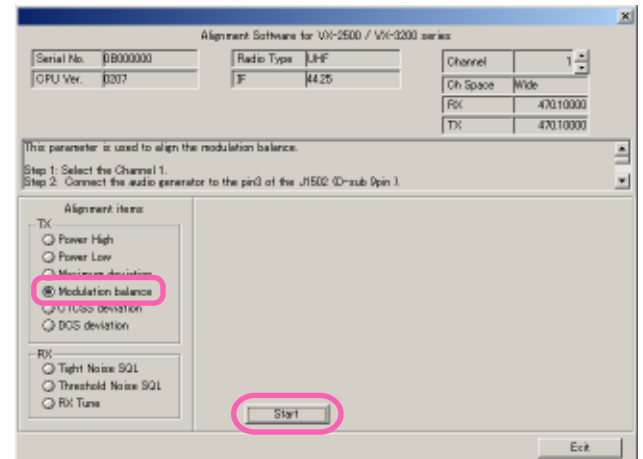 Alignment Software for VX-2500 / VX-3200 series
Serial No. 0B000000 Radio Type UHF Channel 1
CPU Ver. 0207 IF 44.25 Ch Space Wide
RX 470.10000
TX 470.10000
This parameter is used to align the modulation balance.
Step 1: Select the Channel 1.
Step 2: Connect the audio generator to the pin3 of the J1502 (D-sub 9pin ).
Alignment items
TX
Power High
Power Low
Maximum deviation
Modulation balance
CTCSS deviation
DCS deviation
RX
Tight Noise SQL
Threshold Noise SQL
RX Tune
Start
Exit